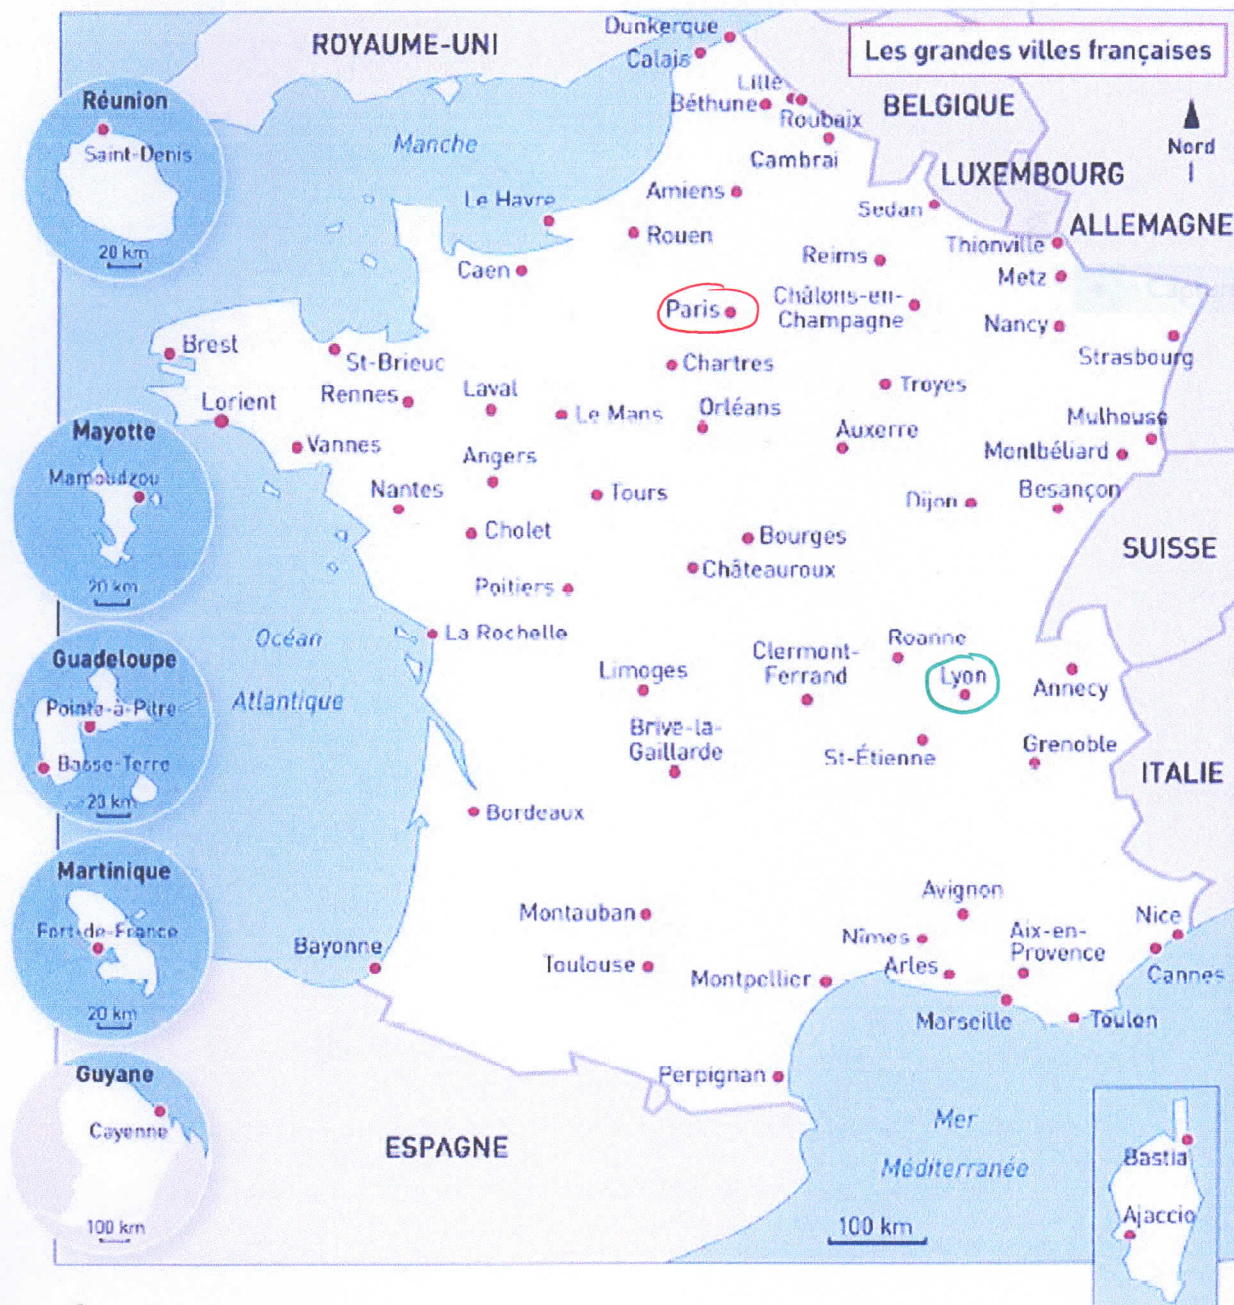 Les grandes villes françaises
ROYAUME-UNI
Dunkerque
Calais
Lille
Béthune
Roubaix
Cambrai
BELGIQUE
Nord
LUXEMBOURG
ALLEMAGNE
Manche
Le Havre
Amiens
Sedan
Rouen
Thionville
Reims
Metz
Caen
Paris
Châlons-en-
Champagne
Nancy
Strasbourg
Brest
St-Brieuc
Chartres
Troyes
Rennes
Laval
Le Mans
Orléans
Lorient
Mulhouse
Auxerre
Vannes
Montbéliard
Angers
Nantes
Tours
Dijon
Besançon
Cholet
Bourges
SUISSE
Châteauroux
Poitiers
Océan
Atlantique
La Rochelle
Roanne
Clermont-
Ferrand
Limoges
Lyon
Annecy
Brive-la-
Gaillarde
St-Étienne
Grenoble
ITALIE
Bordeaux
Avignon
Montauban
Nîmes
Aix-en-
Provence
Nice
Bayonne
Toulouse
Montpellier
Arles
Cannes
Marseille
Toulon
Perpignan
ESPAGNE
Mer
Méditerranée
100 km
Bastia
Ajaccio
Réunion
Saint-Denis
20 km
Mayotte
Mamoudzou
20 km
Guadeloupe
Pointe-à-Pitre
Basse-Terre
20 km
Martinique
Fort-de-France
20 km
Guyane
Cayenne
100 km